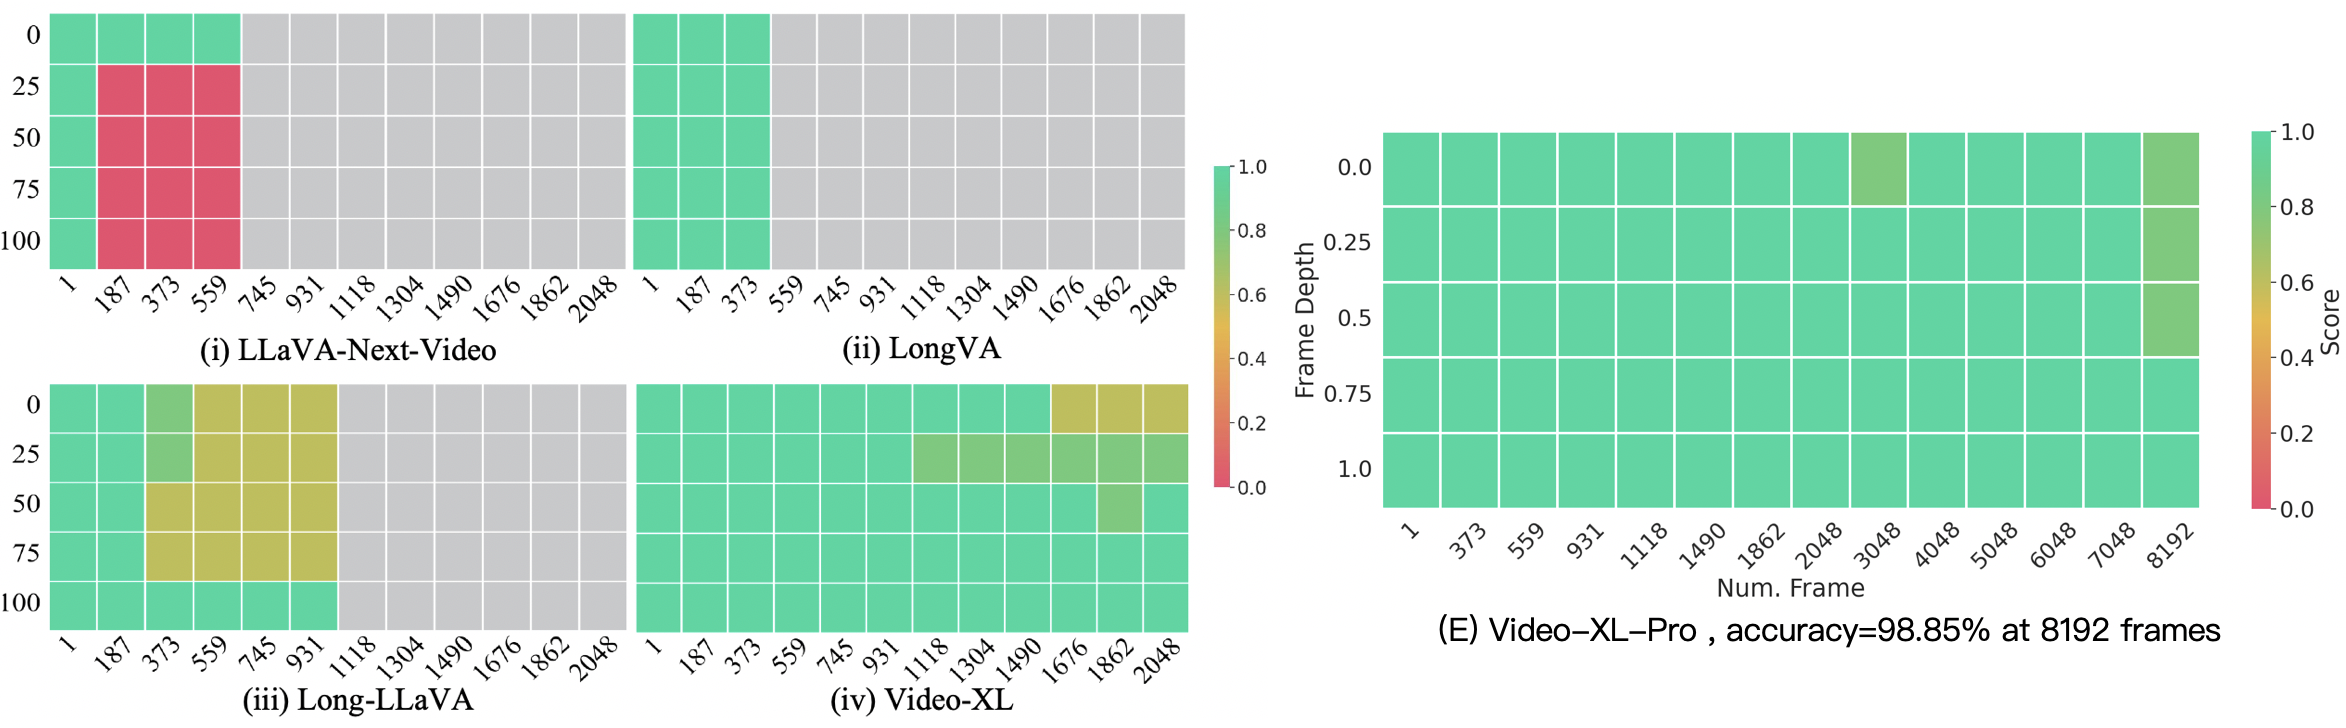 0
25
50
75
100
1 187 373 559 745 931 1118 1304 1490 1676 1862 2048
(i) LLaVA-Next-Video
1 187 373 559 745 931 1118 1304 1490 1676 1862 2048
(ii) LongVA
0
25
50
75
100
1 187 373 559 745 931 1118 1304 1490 1676 1862 2048
(iii) Long-LLaVA
1 187 373 559 745 931 1118 1304 1490 1676 1862 2048
(iv) Video-XL
1.0
0.8
0.6
0.4
0.2
0.0
Frame Depth
0.0
0.25
0.5
0.75
1.0
1 373 559 931 1118 1490 1862 2048 3048 4048 5048 6048 7048 8192
Num. Frame
(E) Video-XL-Pro , accuracy=98.85% at 8192 frames
1.0
0.8
0.6
0.4
0.2
0.0
Score